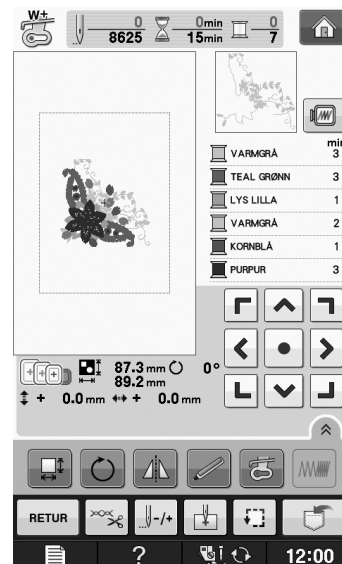 W+
0 0min 0
8625 15min 7
min
VARMGRÅ 3
TEAL GRØNN 3
LYS LILLA 1
VARMGRÅ 2
KORNBLÅ 1
PURPUR 3
87.3 mm 0°
89.2 mm
+ 0.0 mm + 0.0 mm
RETUR -/+
? 12:00